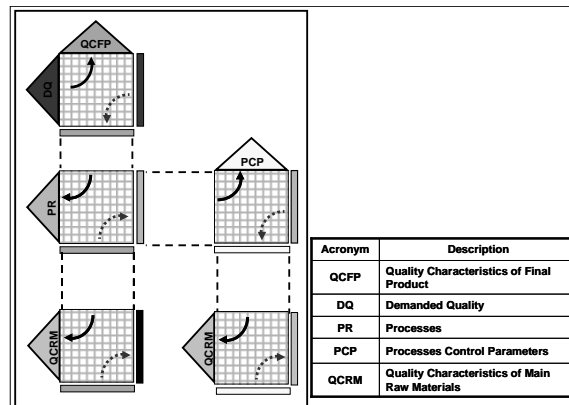 QCFP
DQ
PCP
PR
QCRM
QCRM
Acronym Description
QCFP Quality Characteristics of Final
Product
DQ Demanded Quality
PR Processes
PCP Processes Control Parameters
QCRM Quality Characteristics of Main
Raw Materials